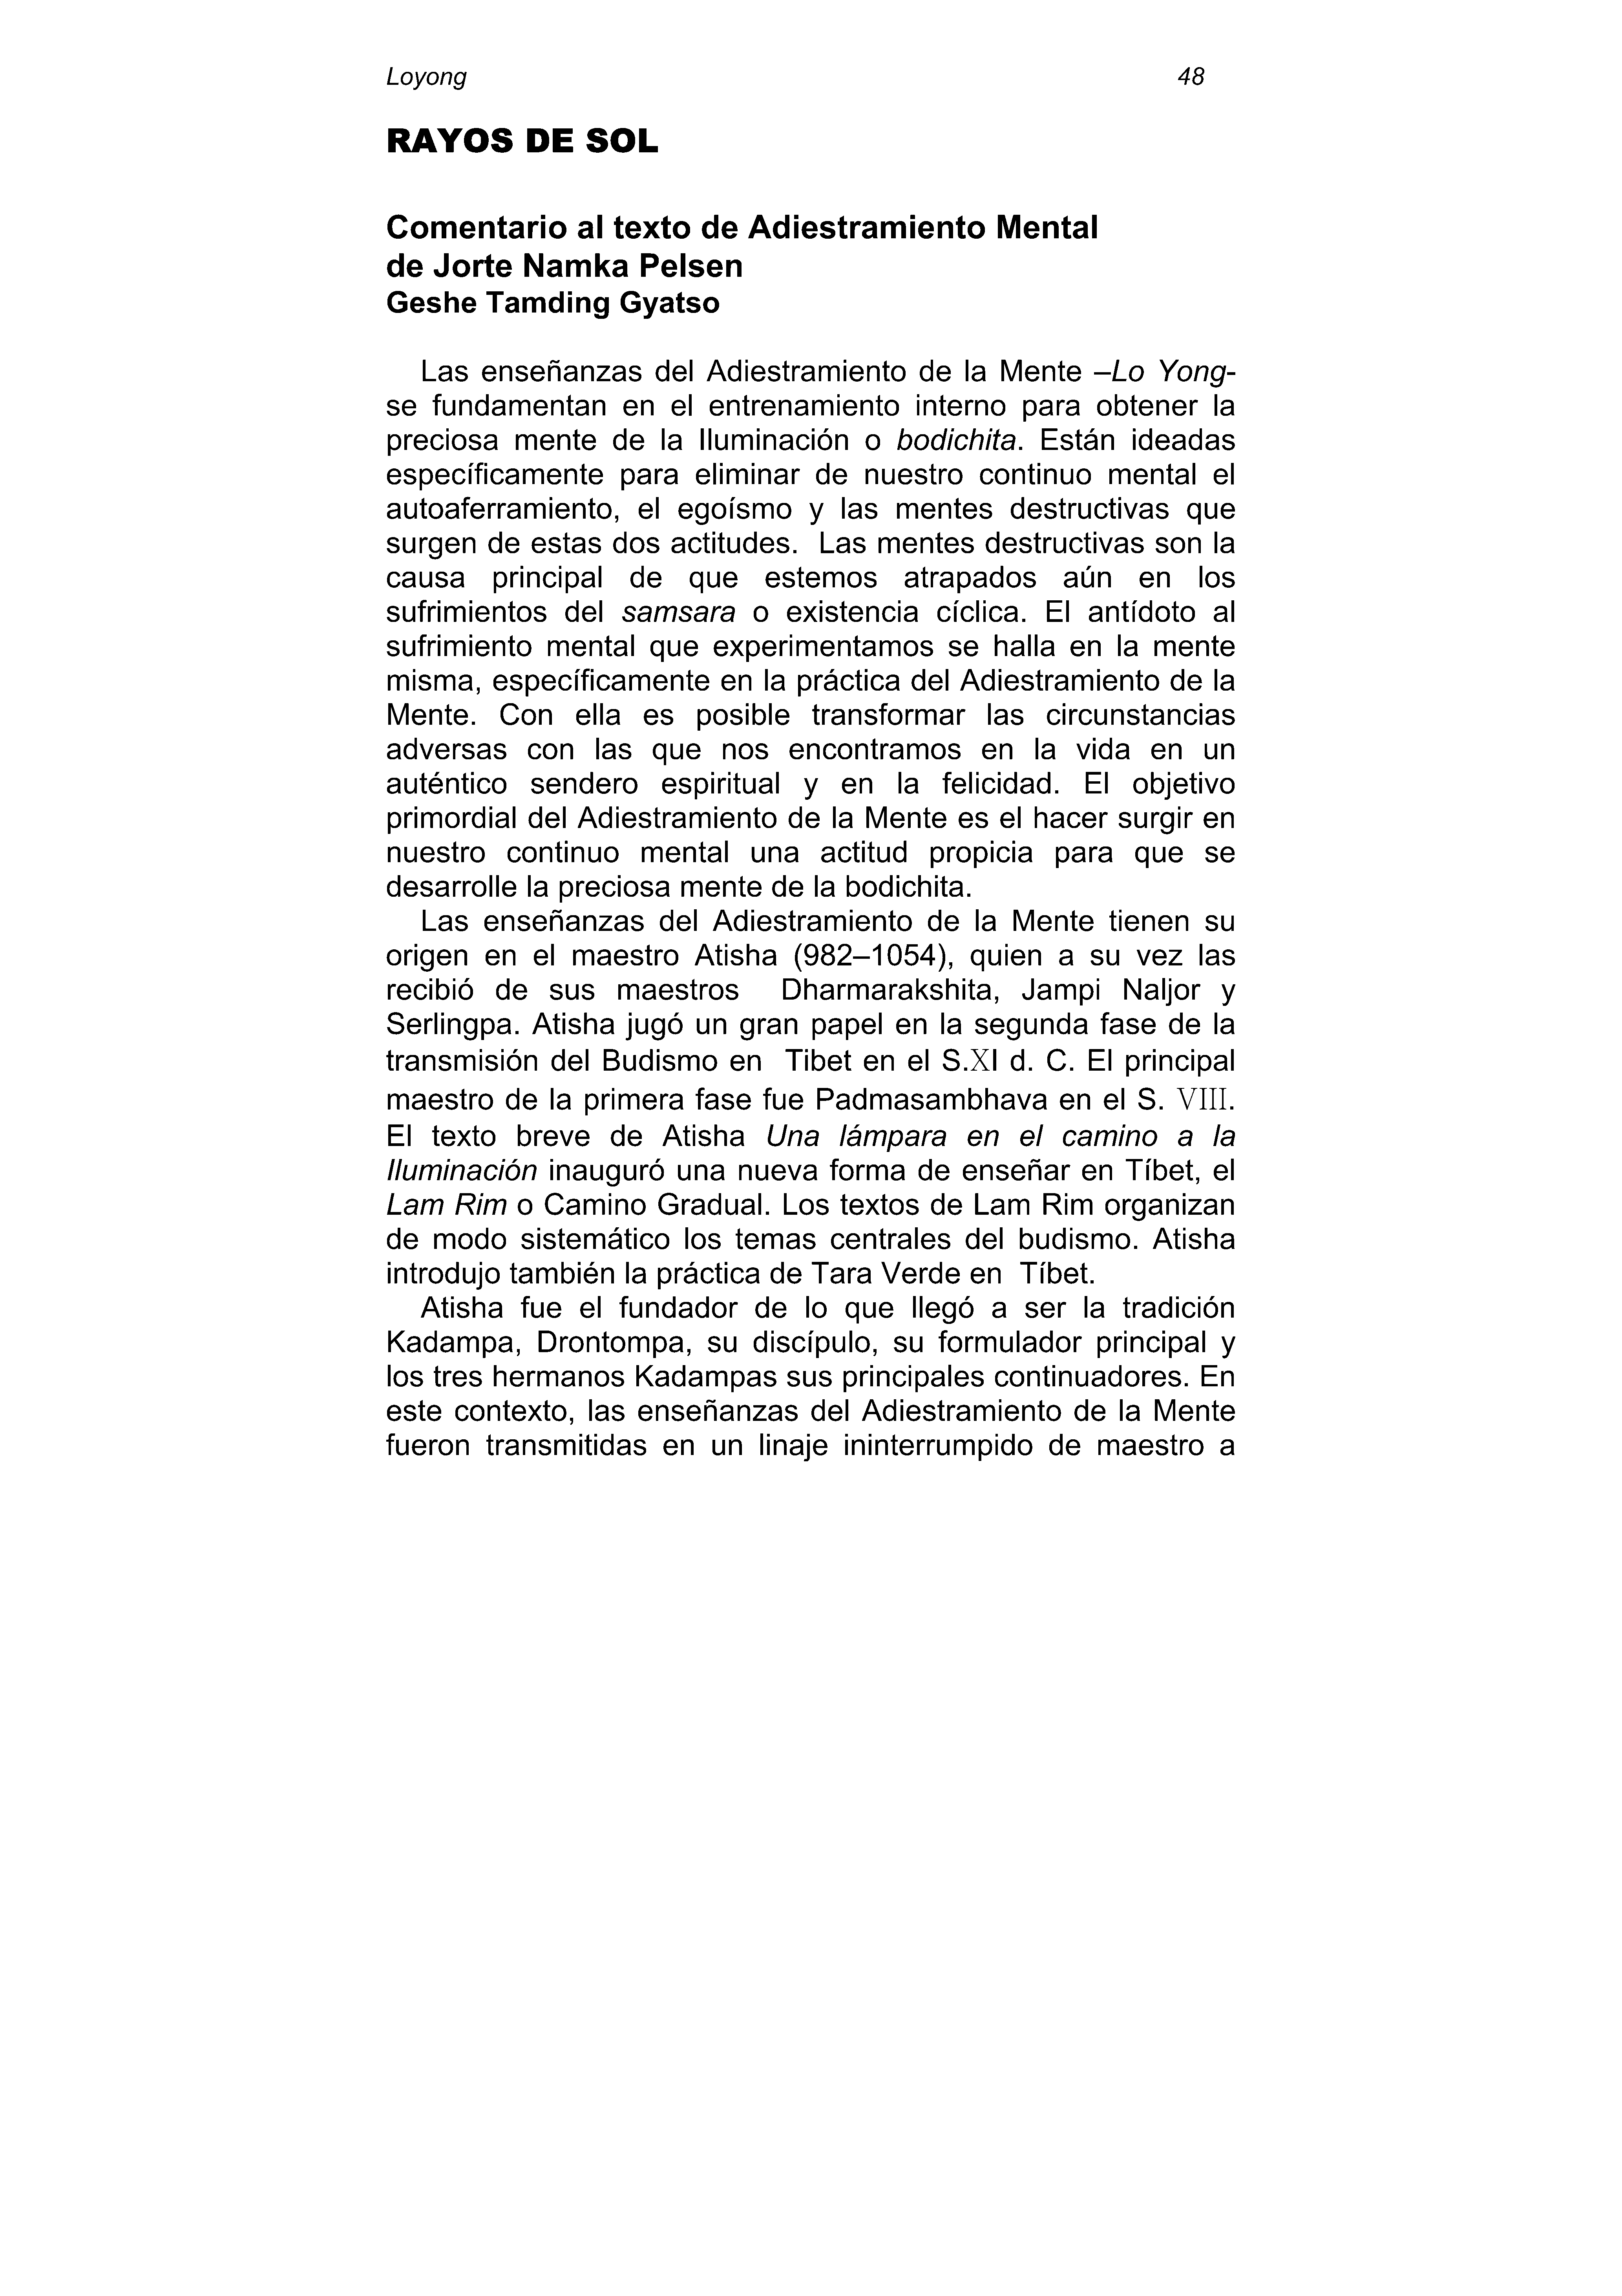 Loyong 48
RAYOS DE SOL
Comentario al texto de Adiestramiento Mental
de Jorte Namka Pelsen
Geshe Tamding Gyatso
Las enseñanzas del Adiestramiento de la Mente –Lo Yong-
se fundamentan en el entrenamiento interno para obtener la
preciosa mente de la Iluminación o bodichita. Están ideadas
específicamente para eliminar de nuestro continuo mental el
autoaferramiento, el egoísmo y las mentes destructivas que
surgen de estas dos actitudes.  Las mentes destructivas son la
causa principal de que estemos atrapados aún en los
sufrimientos del samsara o existencia cíclica. El antídoto al
sufrimiento mental que experimentamos se halla en la mente
misma, específicamente en la práctica del Adiestramiento de la
Mente. Con ella es posible transformar las circunstancias
adversas con las que nos encontramos en la vida en un
auténtico sendero espiritual y en la felicidad. El objetivo
primordial del Adiestramiento de la Mente es el hacer surgir en
nuestro continuo mental una actitud propicia para que se
desarrolle la preciosa mente de la bodichita.
Las enseñanzas del Adiestramiento de la Mente tienen su
origen en el maestro Atisha (982–1054), quien a su vez las
recibió de sus maestros  Dharmarakshita, Jampi Naljor y
Serlingpa. Atisha jugó un gran papel en la segunda fase de la
transmisión del Budismo en  Tibet en el S.XI d. C. El principal
maestro de la primera fase fue Padmasambhava en el S. VIII.
El texto breve de Atisha Una lámpara en el camino a la
Iluminación inauguró una nueva forma de enseñar en Tíbet, el
Lam Rim o Camino Gradual. Los textos de Lam Rim organizan
de modo sistemático los temas centrales del budismo. Atisha
introdujo también la práctica de Tara Verde en  Tíbet.
Atisha fue el fundador de lo que llegó a ser la tradición
Kadampa, Drontompa, su discípulo, su formulador principal y
los tres hermanos Kadampas sus principales continuadores. En
este contexto, las enseñanzas del Adiestramiento de la Mente
fueron transmitidas en un linaje ininterrumpido de maestro a